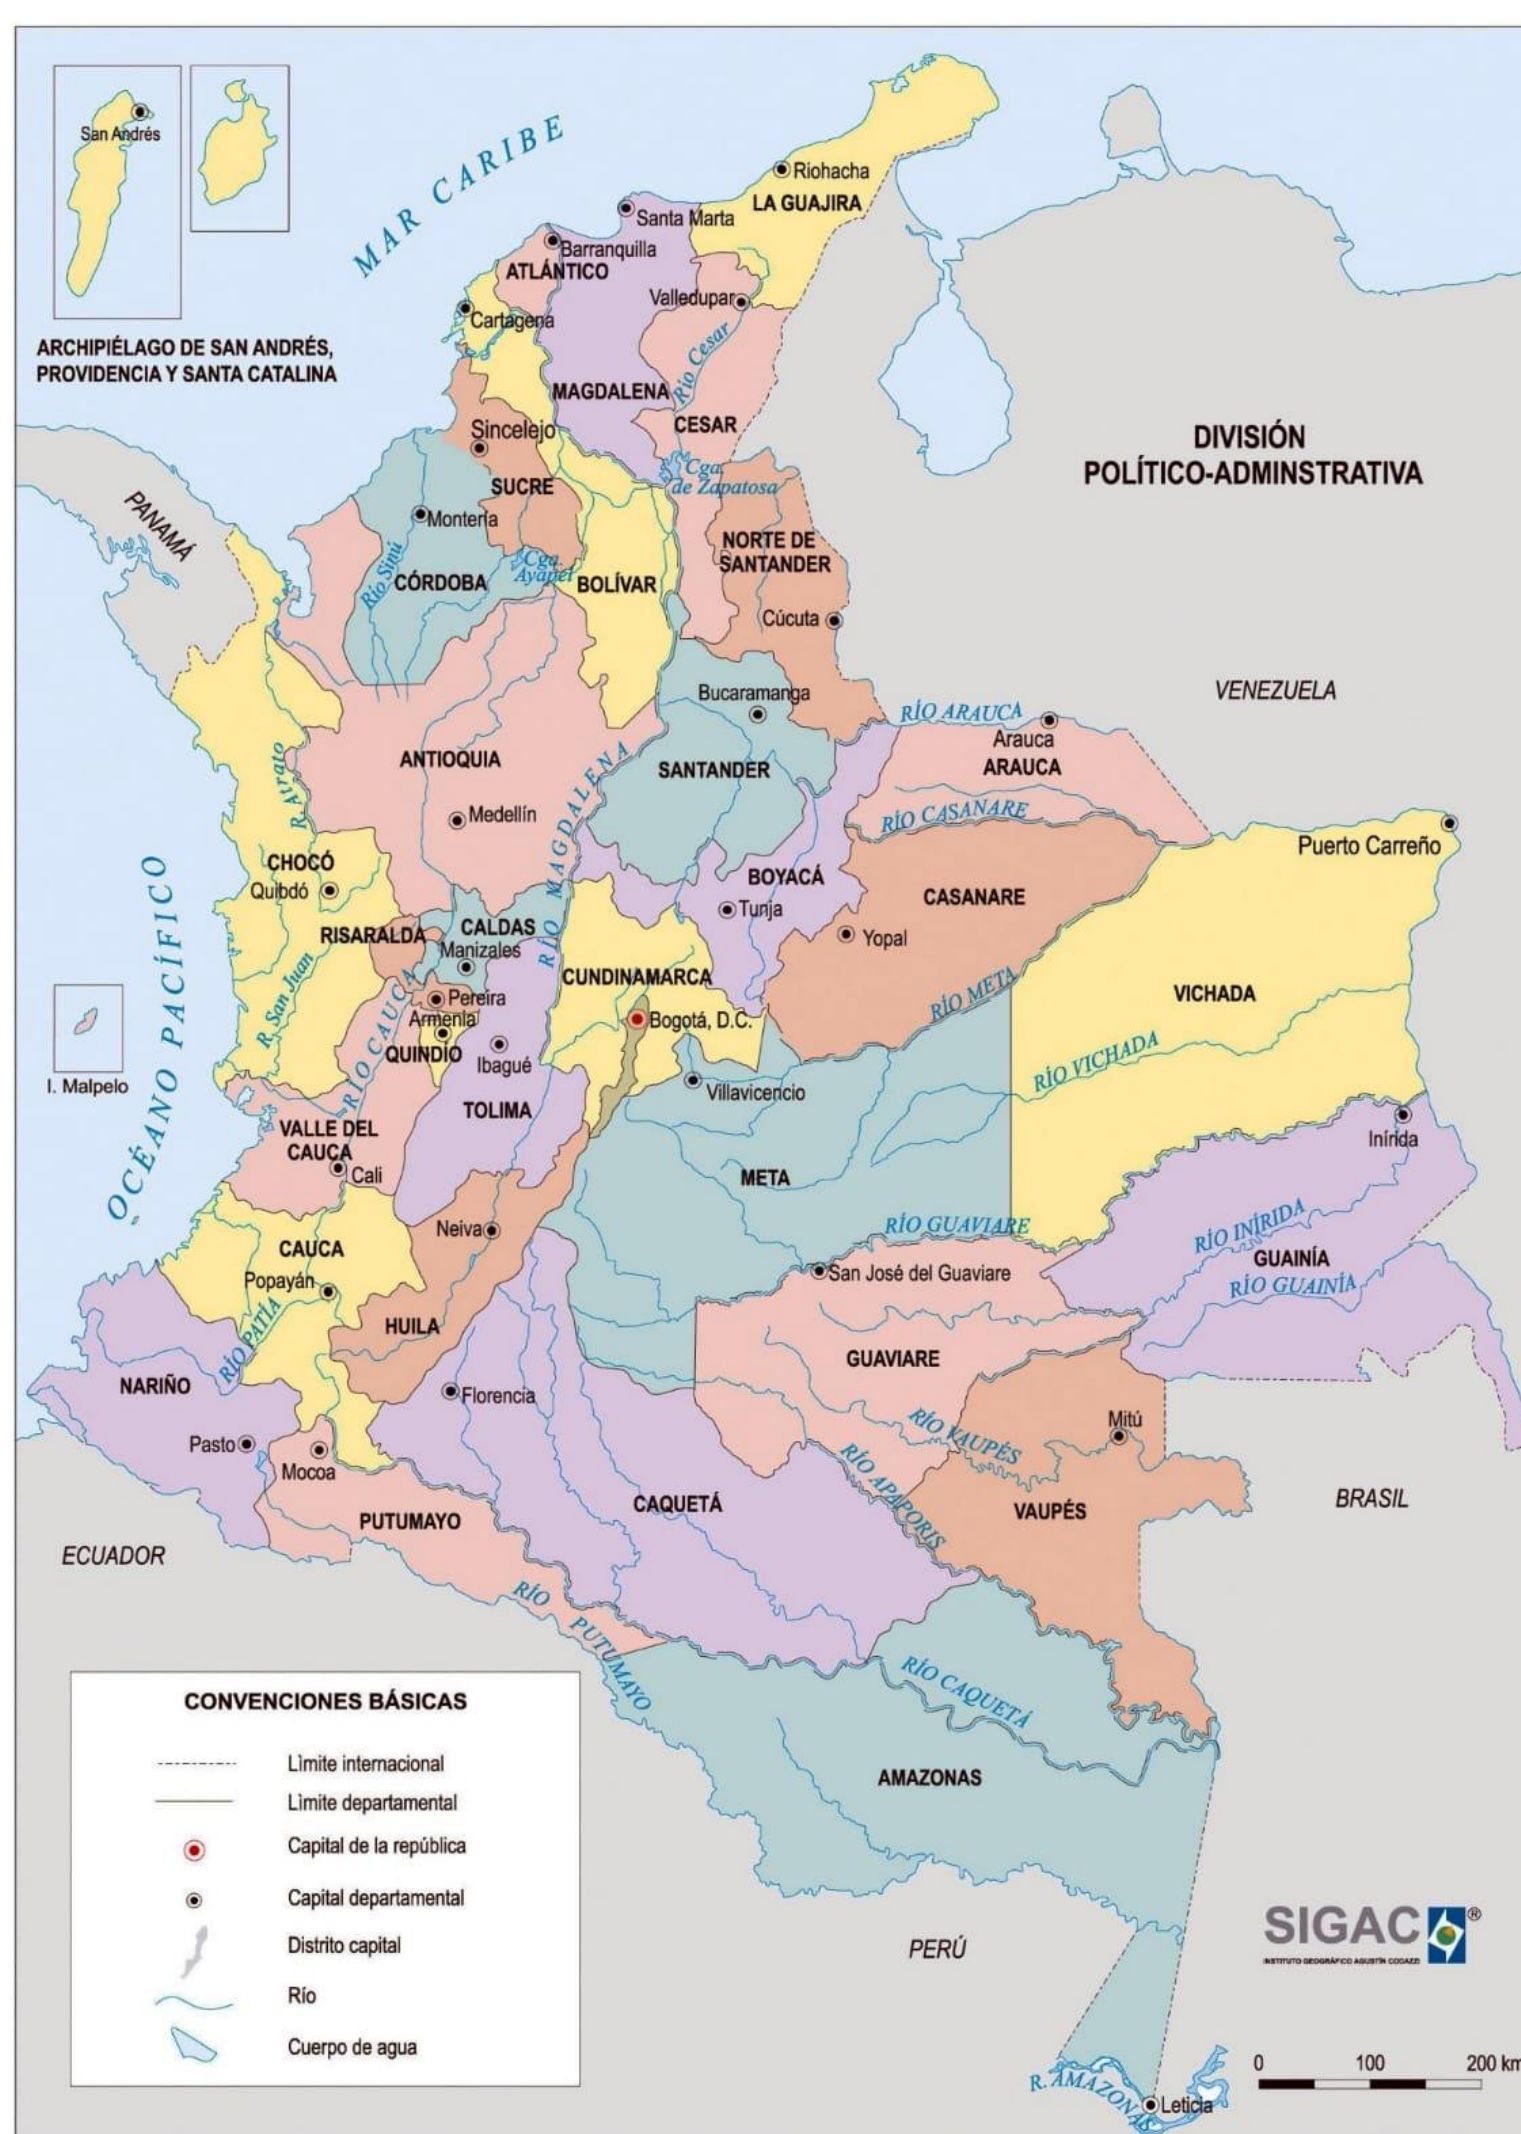 San Andrés
ARCHIPIÉLAGO DE SAN ANDRÉS,
PROVIDENCIA Y SANTA CATALINA
MAR CARIBE
Riohacha
LA GUAJIRA
Santa Marta
Barranquilla
ATLÁNTICO
Valledupar
Cartagena
Río Cesar
MAGDALENA
CESAR
Sincelejo
DIVISIÓN
POLÍTICO-ADMINSTRATIVA
Cga.
de Zapatosa
SUCRE
PANAMÁ
Montería
NORTE DE
SANTANDER
Río Sinú
CÓRDOBA
Cga.
Ayapel
BOLÍVAR
Cúcuta
VENEZUELA
Bucaramanga
RÍO ARAUCA
Arauca
ARAUCA
ANTIOQUIA
SANTANDER
R. Atrato
RÍO MAGDALENA
RÍO CASANARE
Medellín
Puerto Carreño
CHOCÓ
Quibdó
BOYACÁ
Tunja
CASANARE
Yopal
RISARALDA
CALDAS
Manizales
OCÉANO PACÍFICO
R. San Juan
CUNDINAMARCA
RÍO META
VICHADA
Pereira
RÍO CAUCA
Armenia
QUINDÍO
Bogotá, D.C.
Ibagué
I. Malpelo
RÍO VICHADA
Villavicencio
TOLIMA
VALLE DEL
CAUCA
Cali
Inírida
META
Neiva
RÍO GUAVIARE
RÍO INÍRIDA
CAUCA
GUAINÍA
Popayán
San José del Guaviare
RÍO GUAINÍA
RÍO PATÍA
HUILA
GUAVIARE
NARIÑO
Florencia
RÍO VAUPÉS
Mitú
Pasto
Mocoa
RÍO APAPORIS
CAQUETÁ
VAUPÉS
BRASIL
PUTUMAYO
ECUADOR
RÍO PUTUMAYO
RÍO CAQUETÁ
AMAZONAS
CONVENCIONES BÁSICAS
Lìmite internacional
Lìmite departamental
Capital de la república
Capital departamental
Distrito capital
Río
Cuerpo de agua
PERÚ
SIGAC®
INSTITUTO GEOGRÁFICO AGUSTÍN CODAZZI
0 100 200 km
R. AMAZONAS
Leticia